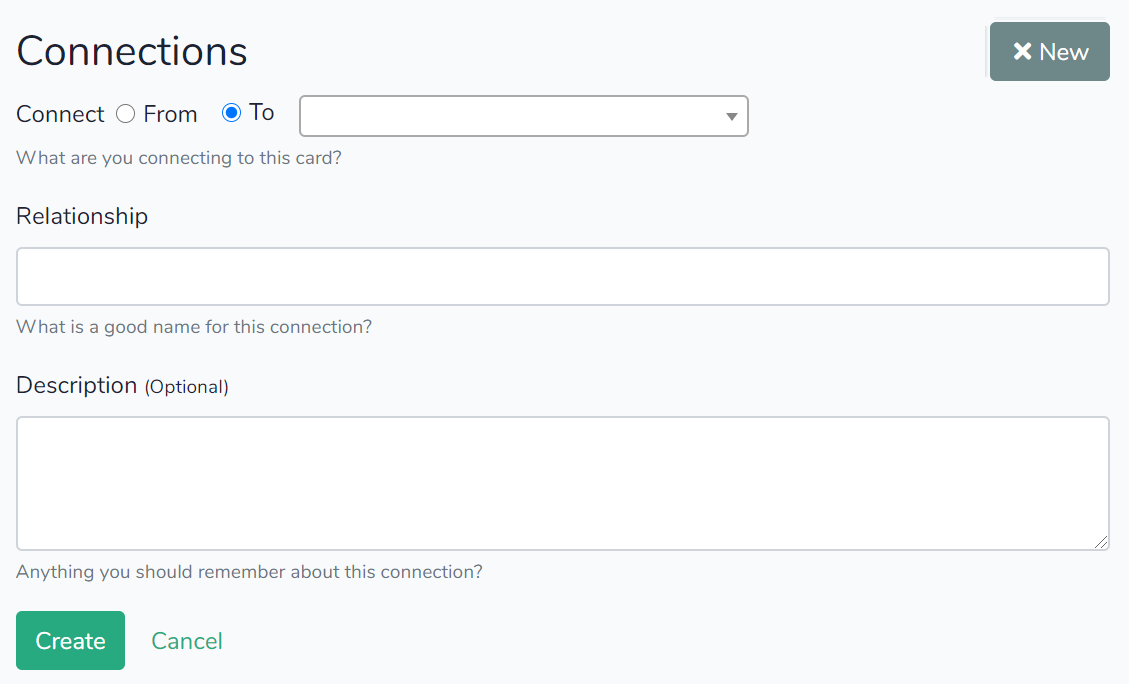 Connections
New
Connect From To
What are you connecting to this card?
Relationship
What is a good name for this connection?
Description (Optional)
Anything you should remember about this connection?
Create Cancel